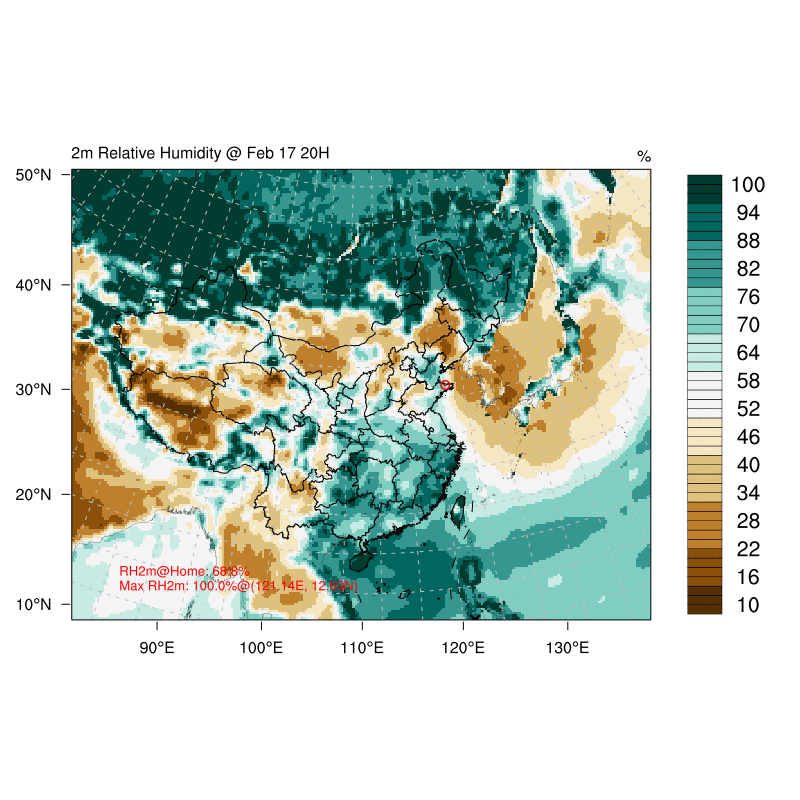 2m Relative Humidity @ Feb 17 20H
%
50°N
40°N
30°N
20°N
10°N
90°E
100°E
110°E
120°E
130°E
100
94
88
82
76
70
64
58
52
46
40
34
28
22
16
10
RH2m@Home: 68.8%
Max RH2m: 100.0%@(121.14E,